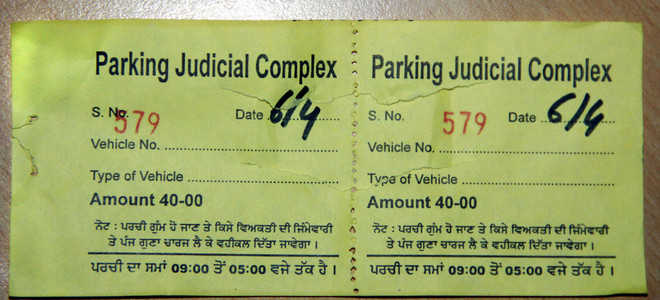 Parking Judicial Complex
S. No. 579 Date 6/4
Vehicle No.
Type of Vehicle
Amount 40-00
ਨੋਟ : ਪਰਚੀ ਗੁੰਮ ਹੋ ਜਾਣ ਤੇ ਕਿਸੇ ਵਿਅਕਤੀ ਦੀ ਜਿੰਮੇਵਾਰੀ
ਤੇ ਪੰਜ ਗੁਣਾ ਚਾਰਜ ਲੈ ਕੇ ਵਹੀਕਲ ਦਿੱਤਾ ਜਾਵੇਗਾ ।
ਪਰਚੀ ਦਾ ਸਮਾਂ 09:00 ਤੋਂ 05:00 ਵਜੇ ਤੱਕ ਹੈ ।
Parking Judicial Complex
S. No. 579 Date 6/4
Vehicle No.
Type of Vehicle
Amount 40-00
ਨੋਟ : ਪਰਚੀ ਗੁੰਮ ਹੋ ਜਾਣ ਤੇ ਕਿਸੇ ਵਿਅਕਤੀ ਦੀ ਜਿੰਮੇਵਾਰੀ
ਤੇ ਪੰਜ ਗੁਣਾ ਚਾਰਜ ਲੈ ਕੇ ਵਹੀਕਲ ਦਿੱਤਾ ਜਾਵੇਗਾ ।
ਪਰਚੀ ਦਾ ਸਮਾਂ 09:00 ਤੋਂ 05:00 ਵਜੇ ਤੱਕ ਹੈ ।